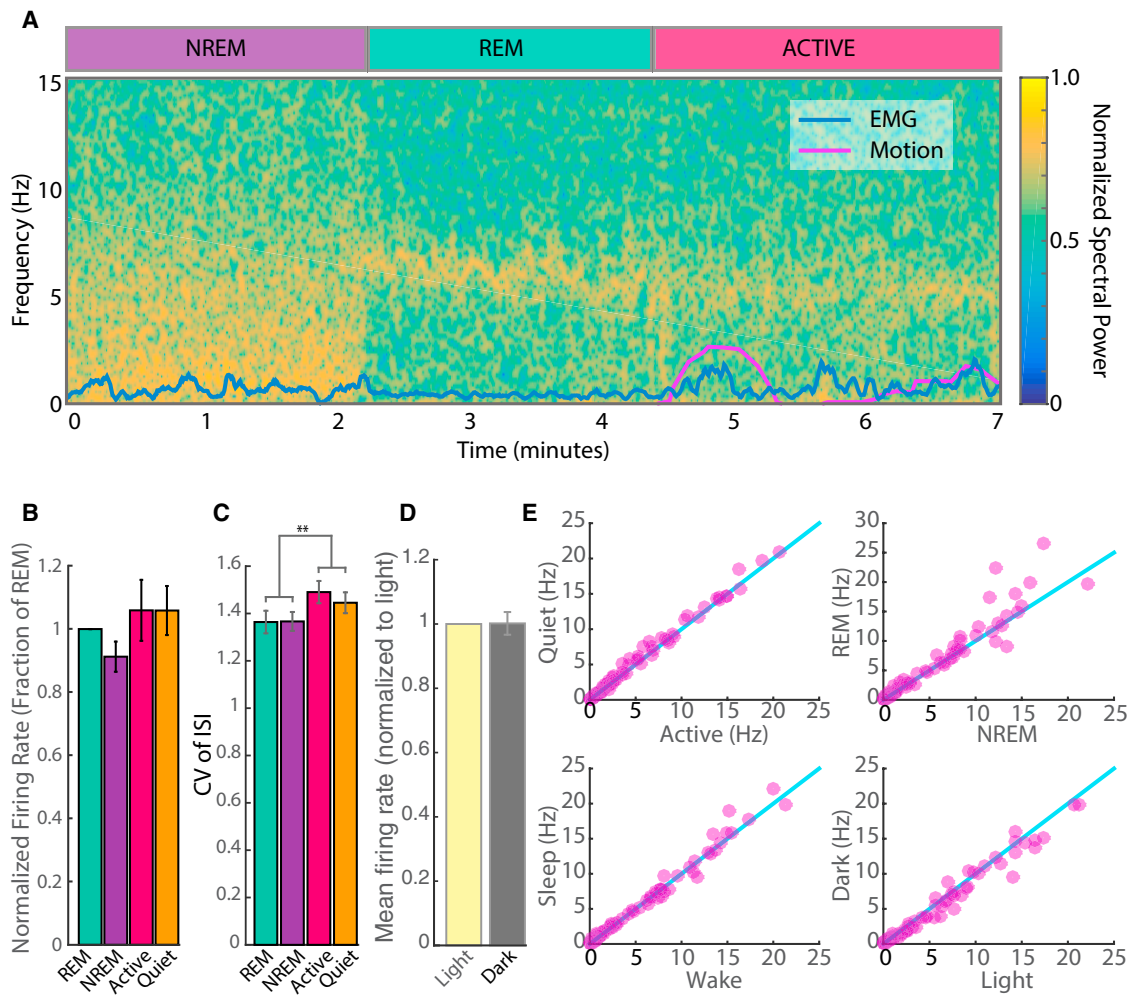 A
NREM
REM
ACTIVE
15
10
5
0
Frequency (Hz)
EMG
Motion
1.0
0.5
0
Normalized Spectral Power
0
1
2
3
4
5
6
7
Time (minutes)
B
Normalized Firing Rate (Fraction of REM)
1.2
1
0.8
0.6
0.4
0.2
0
REM
NREM
Active
Quiet
C
**
CV of ISI
1.6
1.4
1.2
1
0.8
0.6
0.4
0.2
0
REM
NREM
Active
Quiet
D
Mean firing rate (normalized to light)
1.2
1
0.8
0.6
0.4
0.2
0
Light
Dark
E
Quiet (Hz)
25
20
15
10
5
0
0 5 10 15 20 25
Active (Hz)
REM (Hz)
30
25
20
15
10
5
0
0 5 10 15 20 25
NREM
Sleep (Hz)
25
20
15
10
5
0
0 5 10 15 20 25
Wake
Dark (Hz)
25
20
15
10
5
0
0 5 10 15 20 25
Light